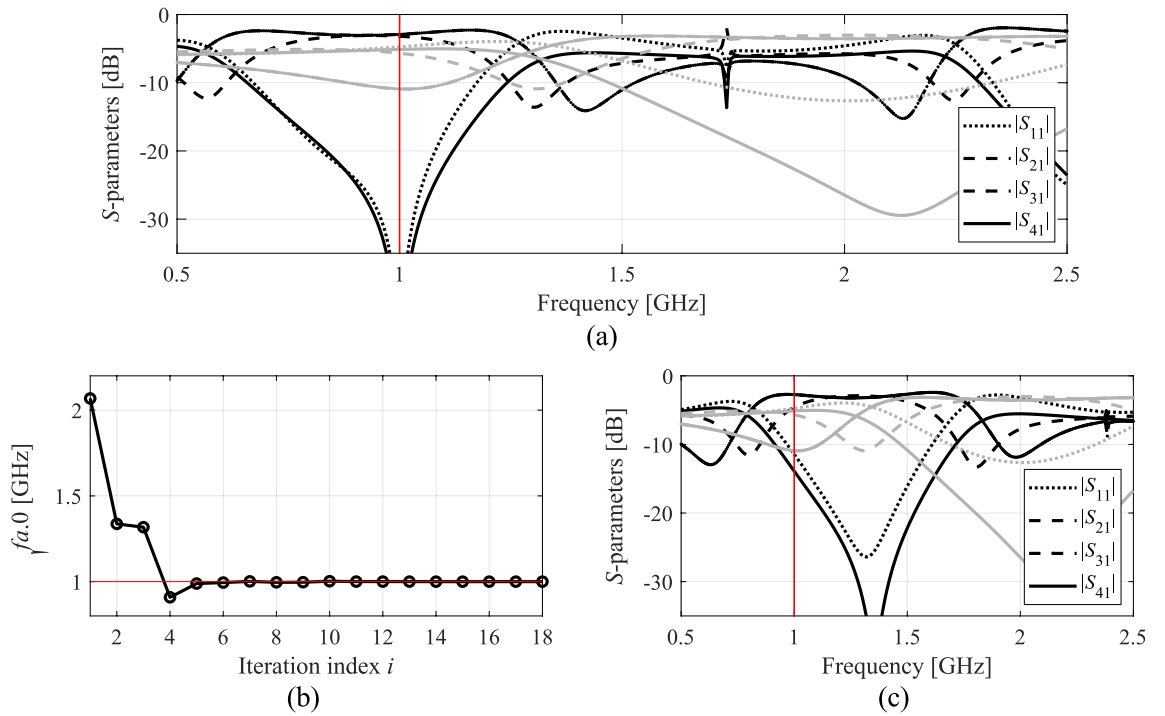 0
-10
-20
-30
S-parameters [dB]
|S11|
|S21|
|S31|
|S41|
0.5 1 1.5 2 2.5
Frequency [GHz]
(a)
2
1.5
1
fa.0 [GHz]
2 4 6 8 10 12 14 16 18
Iteration index i
(b)
0
-10
-20
-30
S-parameters [dB]
|S11|
|S21|
|S31|
|S41|
0.5 1 1.5 2 2.5
Frequency [GHz]
(c)